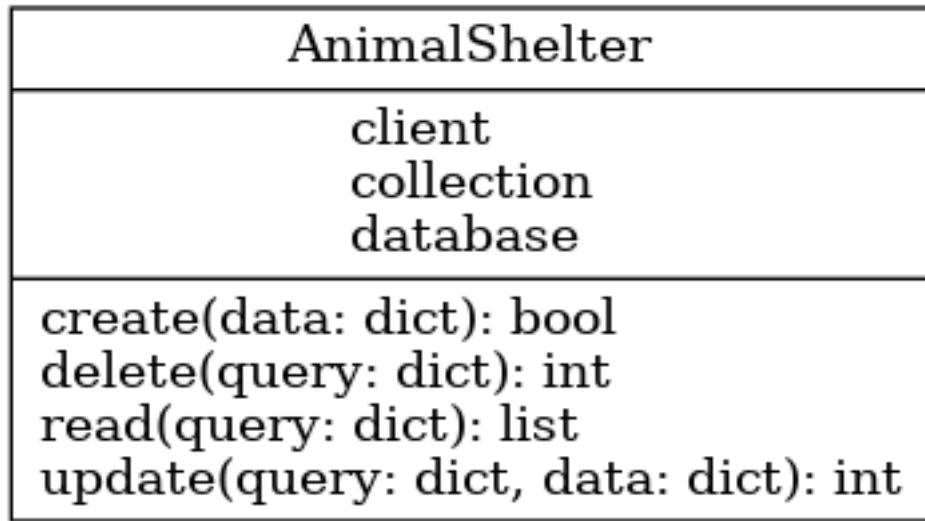 AnimalShelter
client
collection
database
create(data: dict): bool
delete(query: dict): int
read(query: dict): list
update(query: dict, data: dict): int